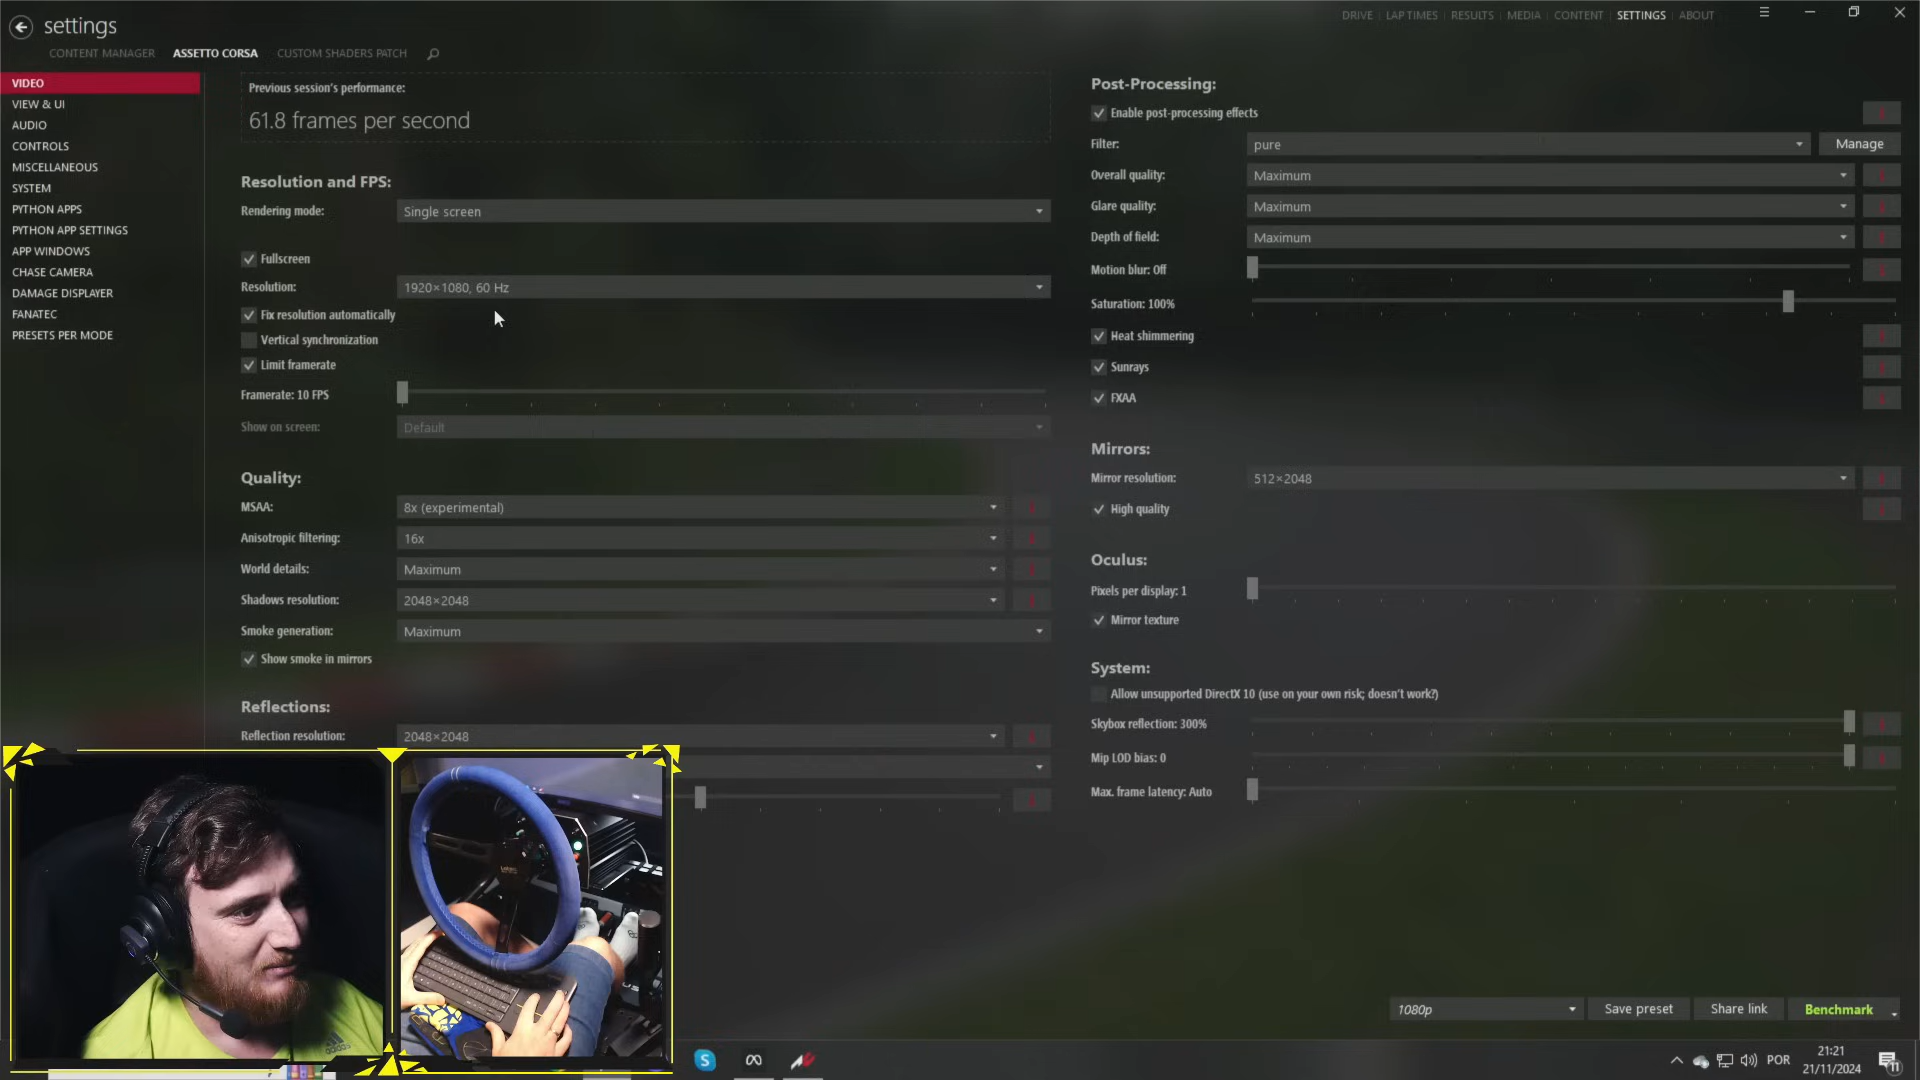 settings
DRIVE LAP TIMES RESULTS MEDIA CONTENT SETTINGS ABOUT
CONTENT MANAGER ASSETTO CORSA CUSTOM SHADERS PATCH
VIDEO
VIEW & UI
AUDIO
CONTROLS
MISCELLANEOUS
SYSTEM
PYTHON APPS
PYTHON APP SETTINGS
APP WINDOWS
CHASE CAMERA
DAMAGE DISPLAYER
FANATEC
PRESETS PER MODE
Previous session's performance:
61.8 frames per second
Resolution and FPS:
Rendering mode: Single screen
Fullscreen
Resolution: 1920×1080, 60 Hz
Fix resolution automatically
Vertical synchronization
Limit framerate
Framerate: 10 FPS
Show on screen: Default
Quality:
MSAA: 8x (experimental)
Anisotropic filtering: 16x
World details: Maximum
Shadows resolution: 2048×2048
Smoke generation: Maximum
Show smoke in mirrors
Reflections:
Reflection resolution: 2048×2048
Post-Processing:
Enable post-processing effects
Filter: pure Manage
Overall quality: Maximum
Glare quality: Maximum
Depth of field: Maximum
Motion blur: Off
Saturation: 100%
Heat shimmering
Sunrays
FXAA
Mirrors:
Mirror resolution: 512×2048
High quality
Oculus:
Pixels per display: 1
Mirror texture
System:
Allow unsupported DirectX 10 (use on your own risk; doesn't work?)
Skybox reflection: 300%
Mip LOD bias: 0
Max. frame latency: Auto
1080p Save preset Share link Benchmark
POR
21:21
21/11/2024
11